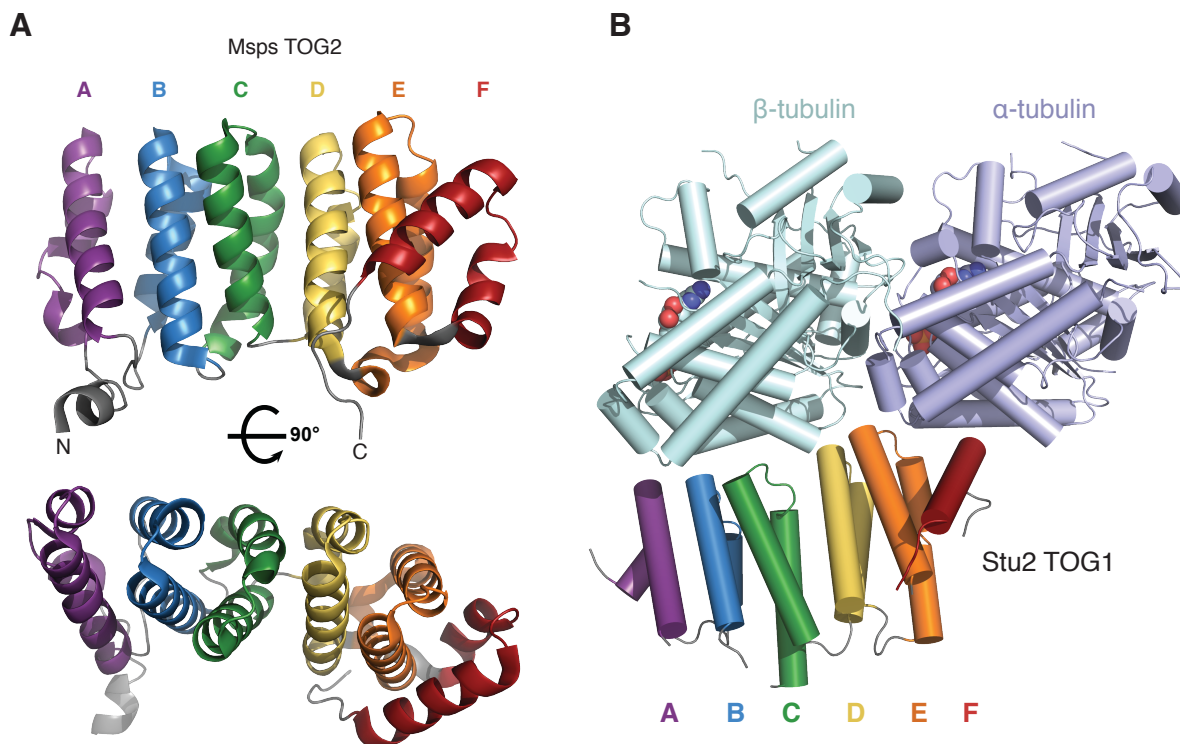 A
Msps TOG2
A B C D E F
N
C
90°
B
β-tubulin
α-tubulin
Stu2 TOG1
A B C D E F